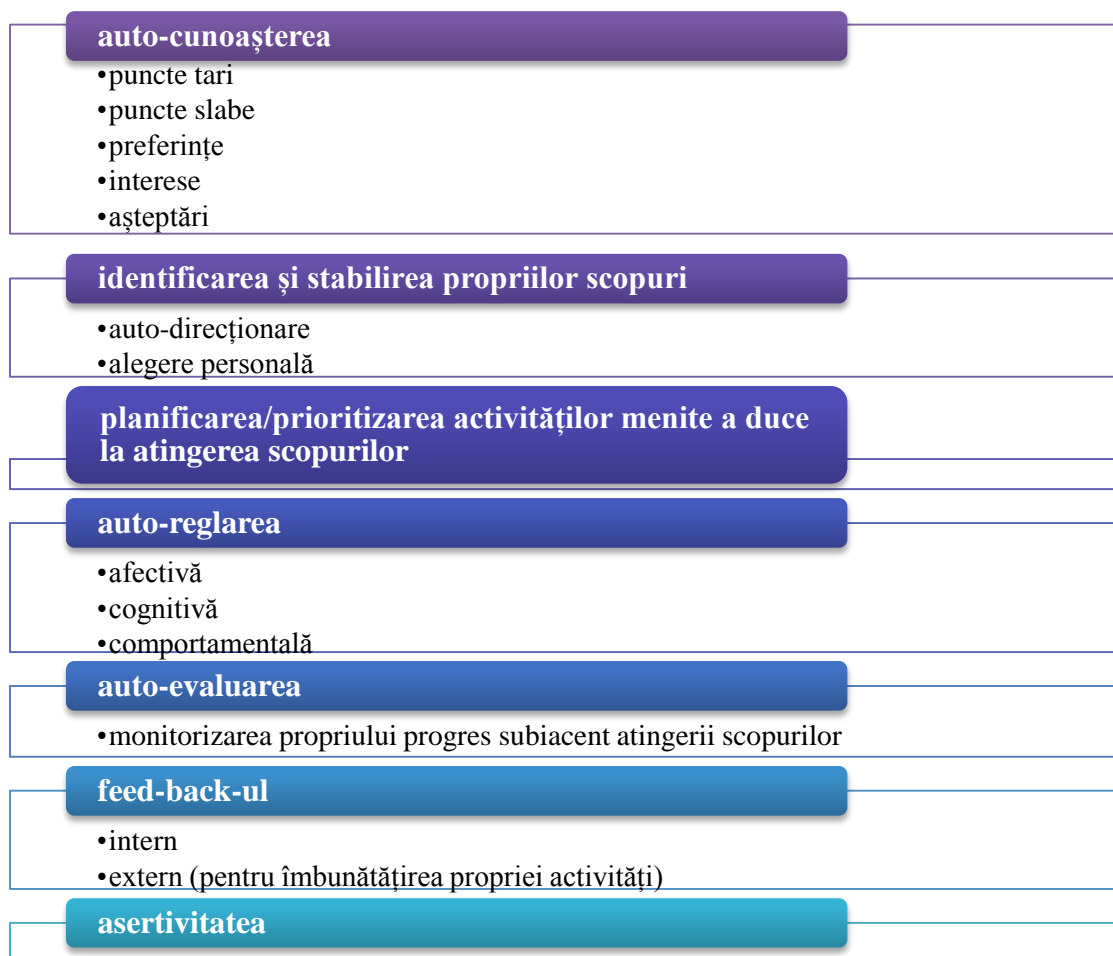 auto-cunoașterea
•puncte tari
•puncte slabe
•preferințe
•interese
•așteptări
identificarea și stabilirea propriilor scopuri
•auto-direcționare
•alegere personală
planificarea/prioritizarea activităților menite a duce
la atingerea scopurilor
auto-reglarea
•afectivă
•cognitivă
•comportamentală
auto-evaluarea
•monitorizarea propriului progres subiacent atingerii scopurilor
feed-back-ul
•intern
•extern (pentru îmbunătățirea propriei activități)
asertivitatea